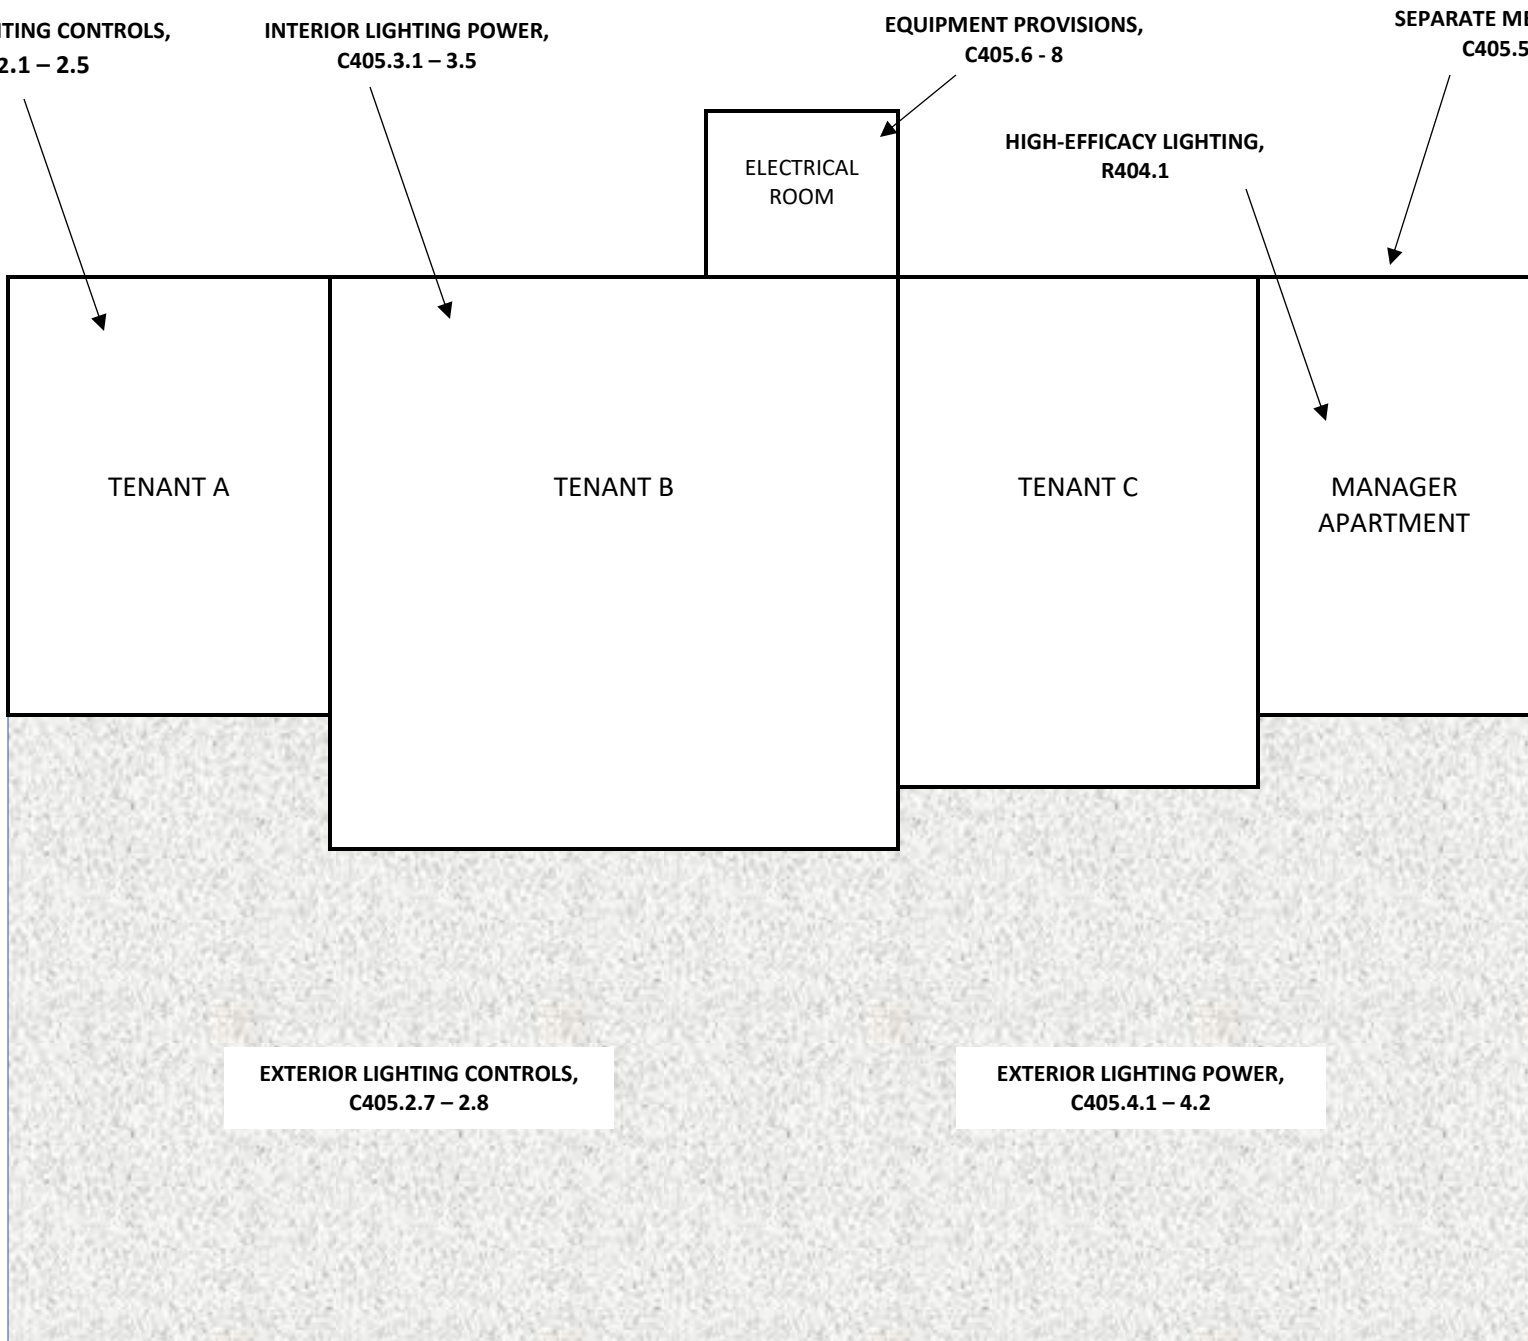 LIGHTING CONTROLS,
2.1 – 2.5
INTERIOR LIGHTING POWER,
C405.3.1 – 3.5
EQUIPMENT PROVISIONS,
C405.6 - 8
SEPARATE
C405.5
HIGH-EFFICACY LIGHTING,
R404.1
ELECTRICAL
ROOM
TENANT A
TENANT B
TENANT C
MANAGER
APARTMENT
EXTERIOR LIGHTING CONTROLS,
C405.2.7 – 2.8
EXTERIOR LIGHTING POWER,
C405.4.1 – 4.2